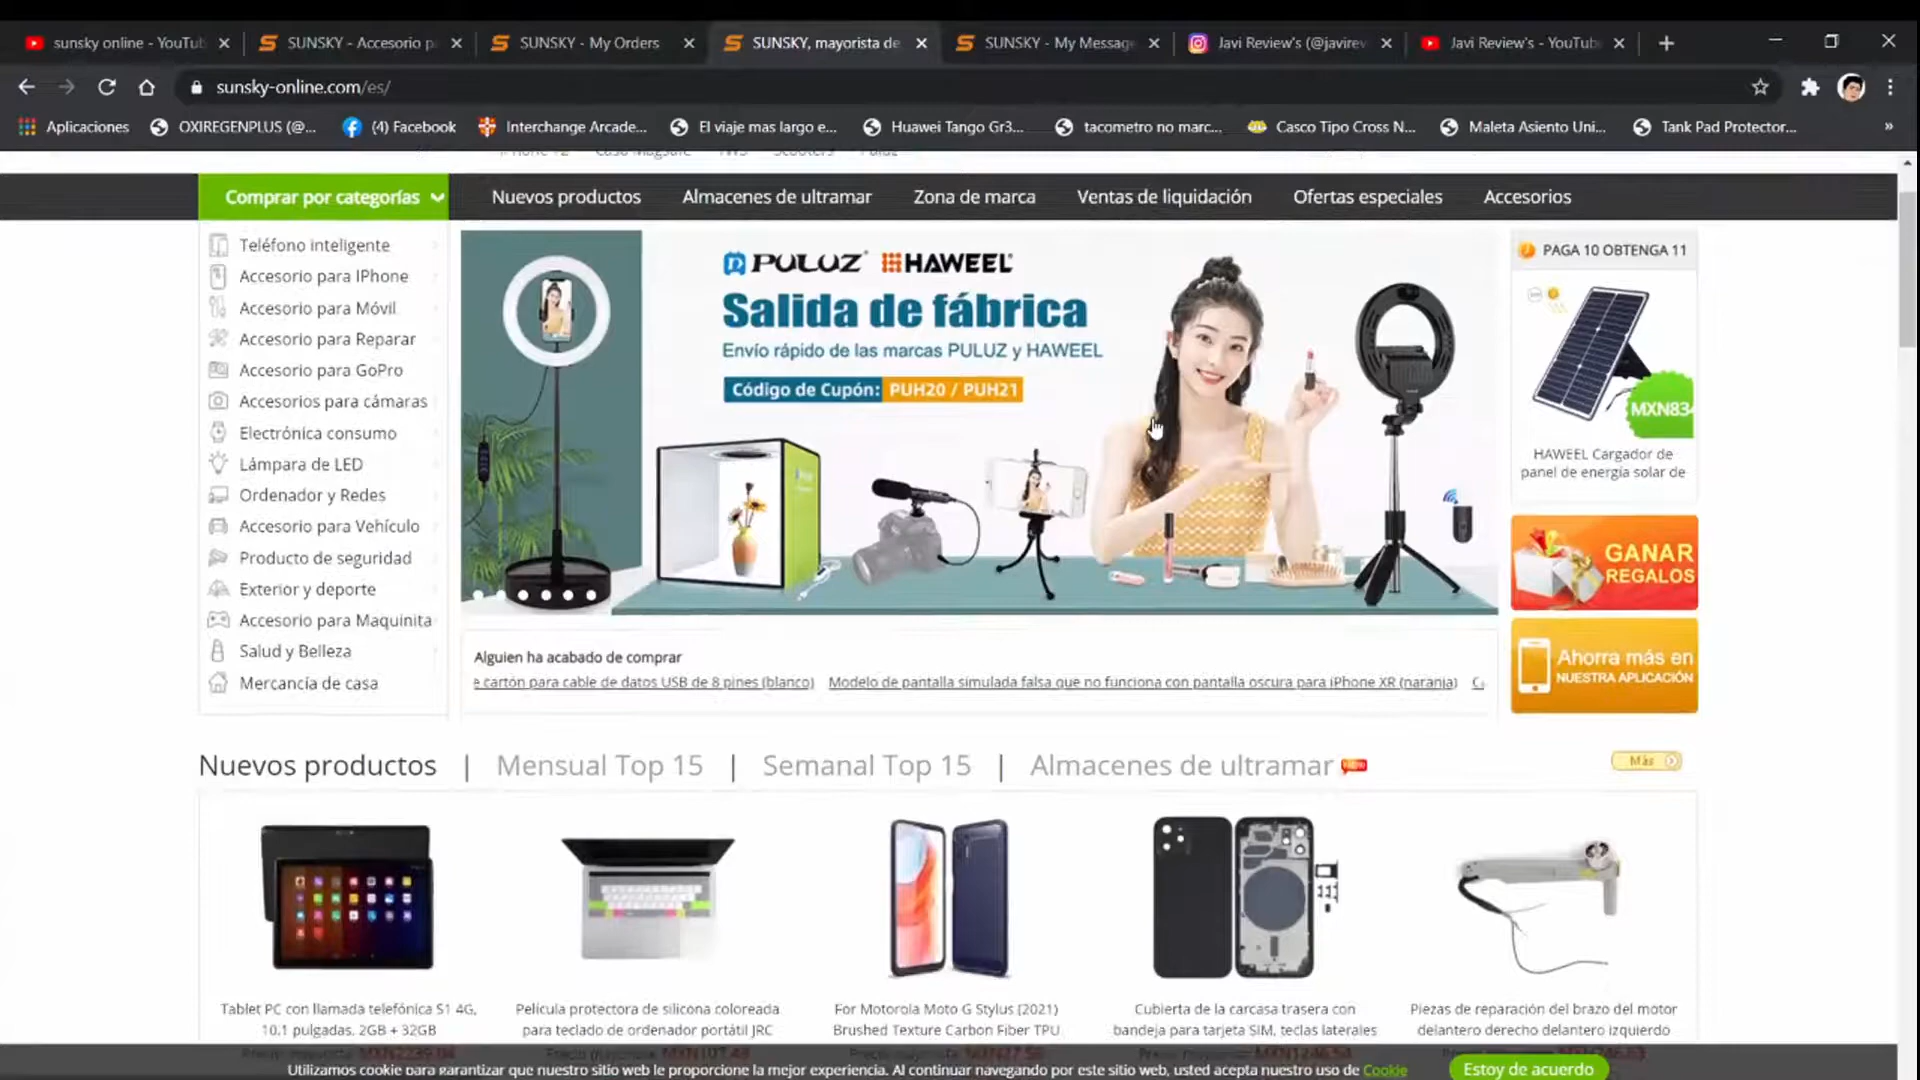 sunsky online - YouTub
SUNSKY - Accesorio p
SUNSKY - My Orders
SUNSKY, mayorista de
SUNSKY - My Messag
Javi Review's (@javirev
Javi Review's - YouTub
sunsky-online.com/es/
Aplicaciones
OXIREGENPLUS (@...
(4) Facebook
Interchange Arcade...
El viaje mas largo e...
Huawei Tango Gr3...
tacometro no marc...
Casco Tipo Cross N...
Maleta Asiento Uni...
Tank Pad Protector...
»
Comprar por categorías
Nuevos productos
Almacenes de ultramar
Zona de marca
Ventas de liquidación
Ofertas especiales
Accesorios
Teléfono inteligente
Accesorio para IPhone
Accesorio para Móvil
Accesorio para Reparar
Accesorio para GoPro
Accesorios para cámaras
Electrónica consumo
Lámpara de LED
Ordenador y Redes
Accesorio para Vehículo
Producto de seguridad
Exterior y deporte
Accesorio para Maquinita
Salud y Belleza
Mercancía de casa
PULUZ® HAWEEL®
Salida de fábrica
Envío rápido de las marcas PULUZ y HAWEEL
Código de Cupón: PUH20 / PUH21
PAGA 10 OBTENGA 11
MXN834
HAWEEL Cargador de
panel de energía solar de
GANAR
REGALOS
Ahorra más en
NUESTRA APLICACIÓN
Alguien ha acabado de comprar
e cartón para cable de datos USB de 8 pines (blanco)
Modelo de pantalla simulada falsa que no funciona con pantalla oscura para iPhone XR (naranja)
Nuevos productos | Mensual Top 15 | Semanal Top 15 | Almacenes de ultramar
Más
Tablet PC con llamada telefónica S1 4G,
10.1 pulgadas, 2GB + 32GB
Película protectora de silicona coloreada
para teclado de ordenador portátil JRC
For Motorola Moto G Stylus (2021)
Brushed Texture Carbon Fiber TPU
Cubierta de la carcasa trasera con
bandeja para tarjeta SIM, teclas laterales
Piezas de reparación del brazo del motor
delantero derecho delantero izquierdo
Utilizamos cookie para garantizar que nuestro sitio web le proporcione la mejor experiencia. Al continuar navegando por este sitio web, usted acepta nuestro uso de Cookie
Estoy de acuerdo